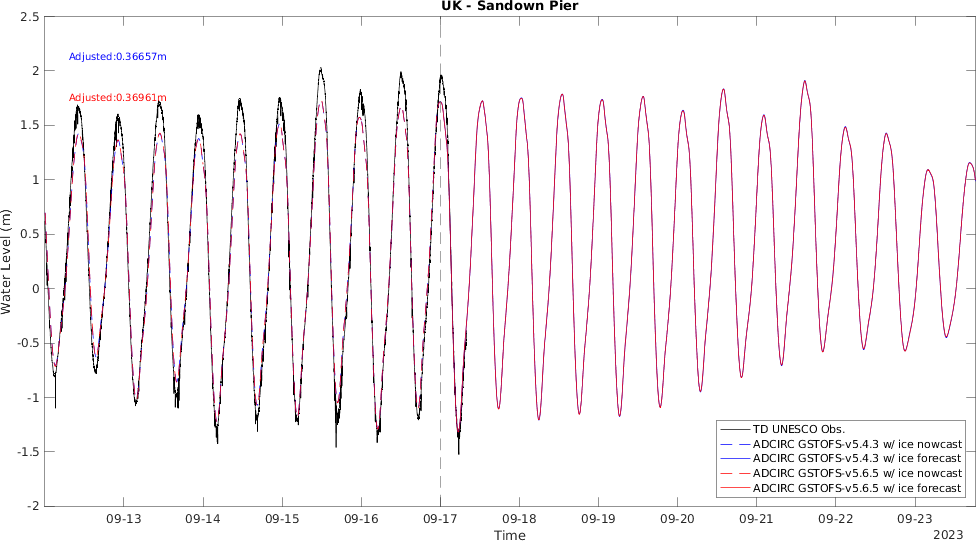 UK - Sandown Pier
2.5
2
1.5
1
0.5
0
-0.5
-1
-1.5
-2
Water Level (m)
Adjusted:0.36657m
Adjusted:0.36961m
TD UNESCO Obs.
ADCIRC GSTOFS-v5.4.3 w/ ice nowcast
ADCIRC GSTOFS-v5.4.3 w/ ice forecast
ADCIRC GSTOFS-v5.6.5 w/ ice nowcast
ADCIRC GSTOFS-v5.6.5 w/ ice forecast
09-13 09-14 09-15 09-16 09-17 09-18 09-19 09-20 09-21 09-22 09-23
Time
2023